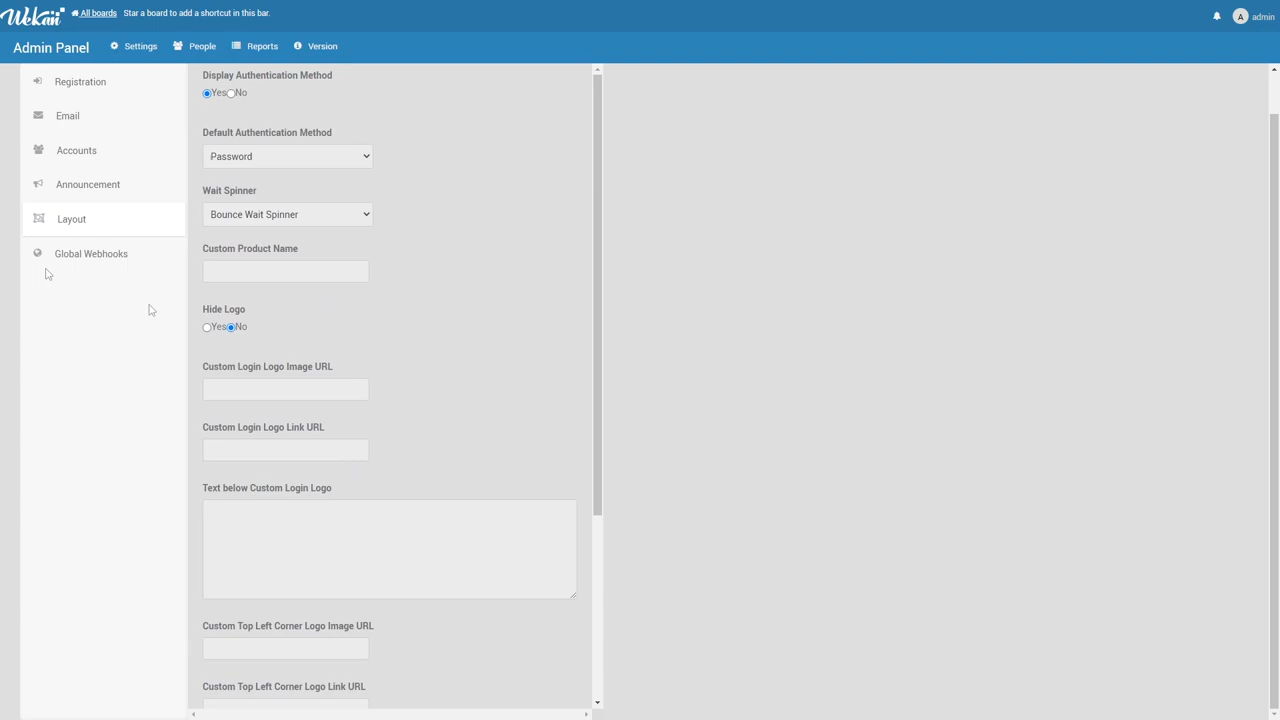 Wekan
All boards
Star a board to add a shortcut in this bar.
A
admin
Admin Panel
Settings
People
Reports
Version
Registration
Email
Accounts
Announcement
Layout
Global Webhooks
Display Authentication Method
Yes No
Default Authentication Method
Password
Wait Spinner
Bounce Wait Spinner
Custom Product Name
Hide Logo
Yes No
Custom Login Logo Image URL
Custom Login Logo Link URL
Text below Custom Login Logo
Custom Top Left Corner Logo Image URL
Custom Top Left Corner Logo Link URL